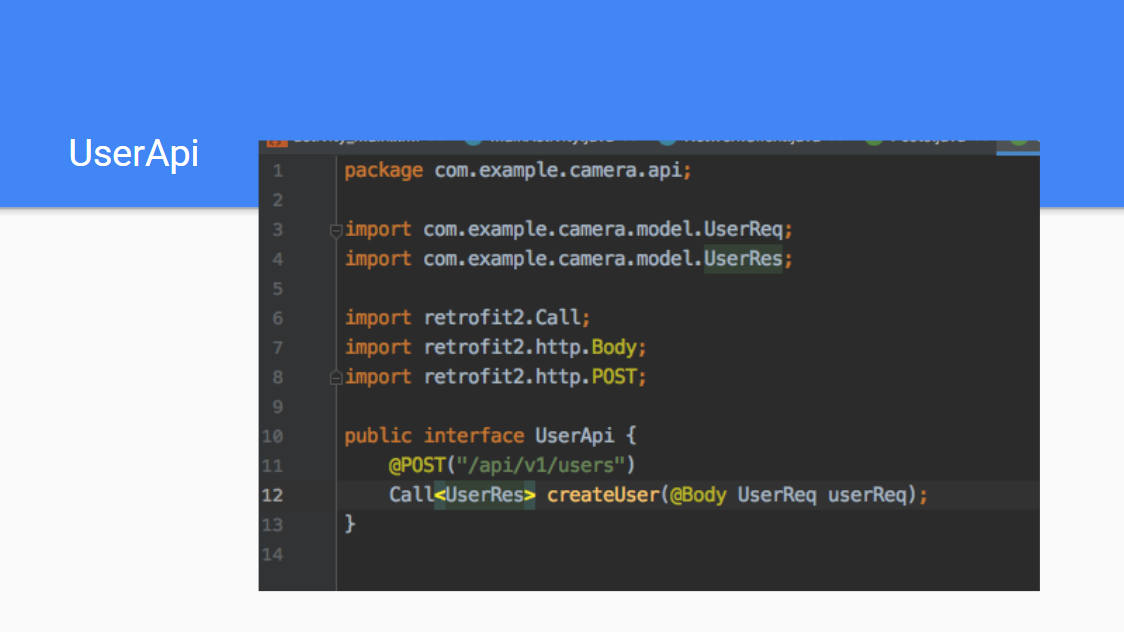 UserApi
1 package com.example.camera.api;
2
3 import com.example.camera.model.UserReq;
4 import com.example.camera.model.UserRes;
5
6 import retrofit2.Call;
7 import retrofit2.http.Body;
8 import retrofit2.http.POST;
9
10 public interface UserApi {
11 @POST("/api/v1/users")
12 Call<UserRes> createUser(@Body UserReq userReq);
13 }
14